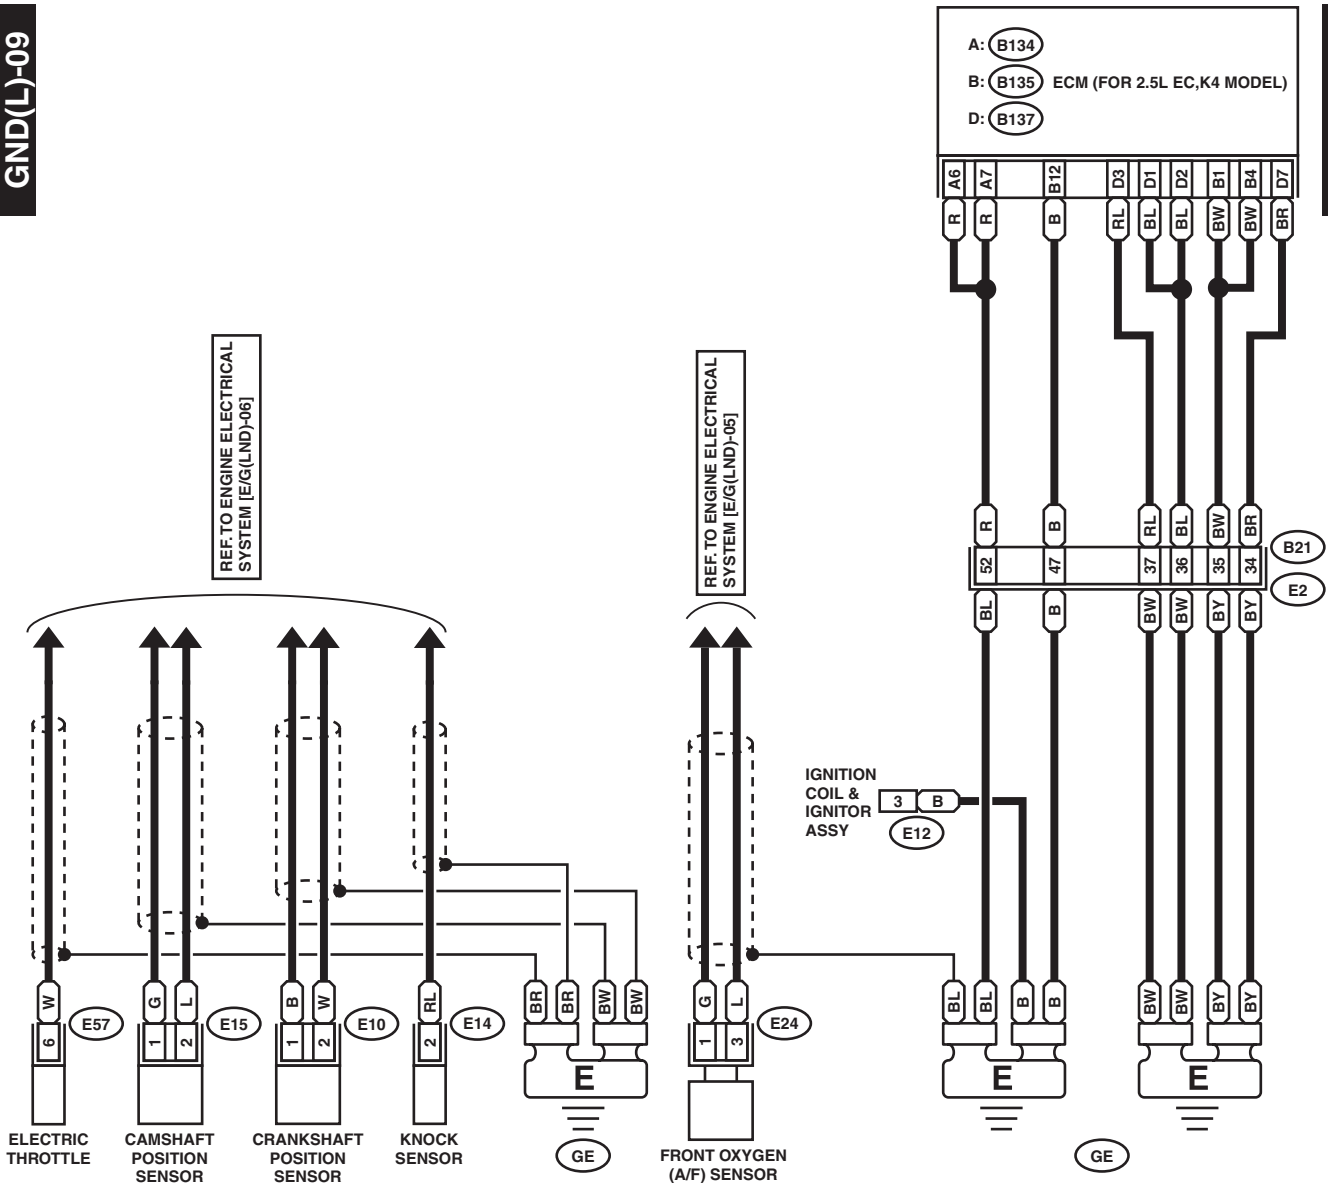 GND(L)-09
A: B134
B: B135 ECM (FOR 2.5L EC,K4 MODEL)
D: B137
A6 A7 B12 D3 D1 D2 B1 B4 D7
R R B RL BL BL BW BW BR
REF. TO ENGINE ELECTRICAL
SYSTEM [E/G(LND)-06]
REF. TO ENGINE ELECTRICAL
SYSTEM [E/G(LND)-05]
R B RL BL BW BR
B21
52 47 37 36 35 34
E2
BL B BW BW BY BY
IGNITION
COIL &
IGNITOR
ASSY
3 B
E12
W G L B W RL BR BR BW BW G L BL BL B B BW BW BY BY
E57 E15 E10 E14 E24
6 1 2 1 2 2 1 3
E E E
ELECTRIC
THROTTLE
CAMSHAFT
POSITION
SENSOR
CRANKSHAFT
POSITION
SENSOR
KNOCK
SENSOR
GE
FRONT OXYGEN
(A/F) SENSOR
GE